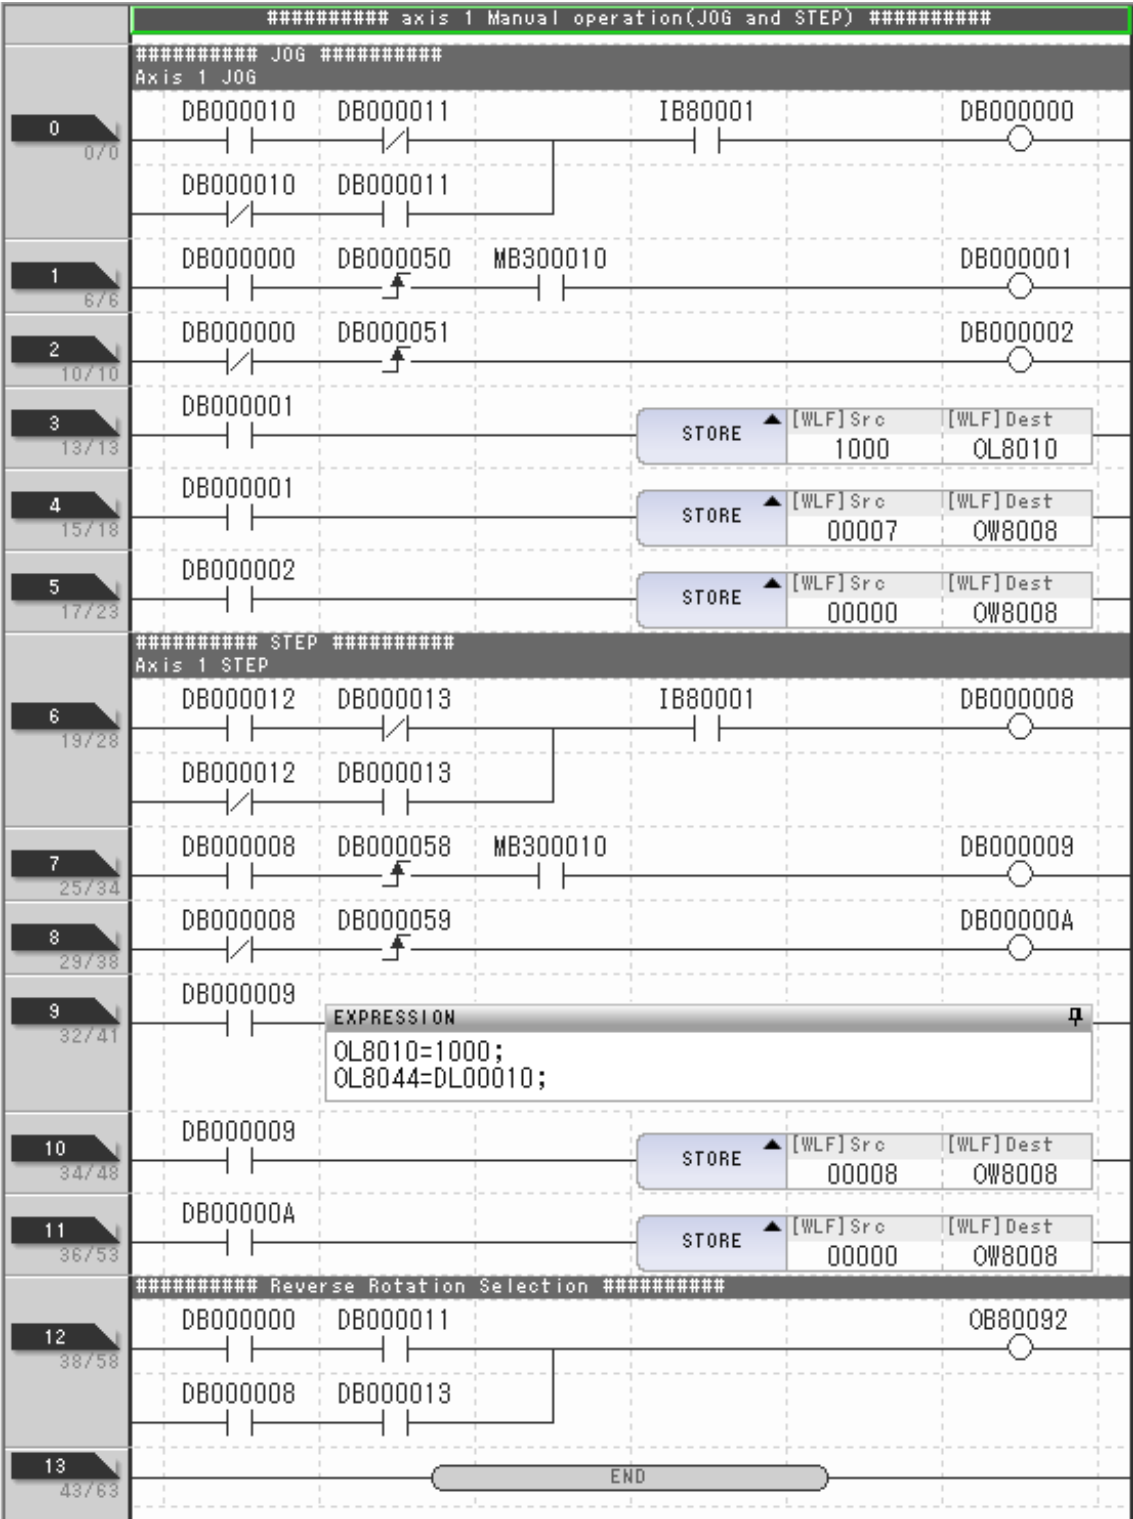 ########## axis 1 Manual operation(JOG and STEP) ##########
########## JOG ##########
Axis 1 JOG
DB000010 DB000011 IB80001 DB000000
0
0/0
DB000010 DB000011
DB000000 DB000050 MB300010 DB000001
1
6/6
DB000000 DB000051 DB000002
2
10/10
DB000001
3
13/13
STORE [WLF]Src [WLF]Dest
1000 OL8010
DB000001
4
15/18
STORE [WLF]Src [WLF]Dest
00007 OW8008
DB000002
5
17/23
STORE [WLF]Src [WLF]Dest
00000 OW8008
########## STEP ##########
Axis 1 STEP
DB000012 DB000013 IB80001 DB000008
6
19/28
DB000012 DB000013
DB000008 DB000058 MB300010 DB000009
7
25/34
DB000008 DB000059 DB00000A
8
29/38
DB000009
9
32/41
EXPRESSION
OL8010=1000;
OL8044=DL00010;
DB000009
10
34/48
STORE [WLF]Src [WLF]Dest
00008 OW8008
DB00000A
11
36/53
STORE [WLF]Src [WLF]Dest
00000 OW8008
########## Reverse Rotation Selection ##########
DB000000 DB000011 OB80092
12
38/58
DB000008 DB000013
13
43/63
END